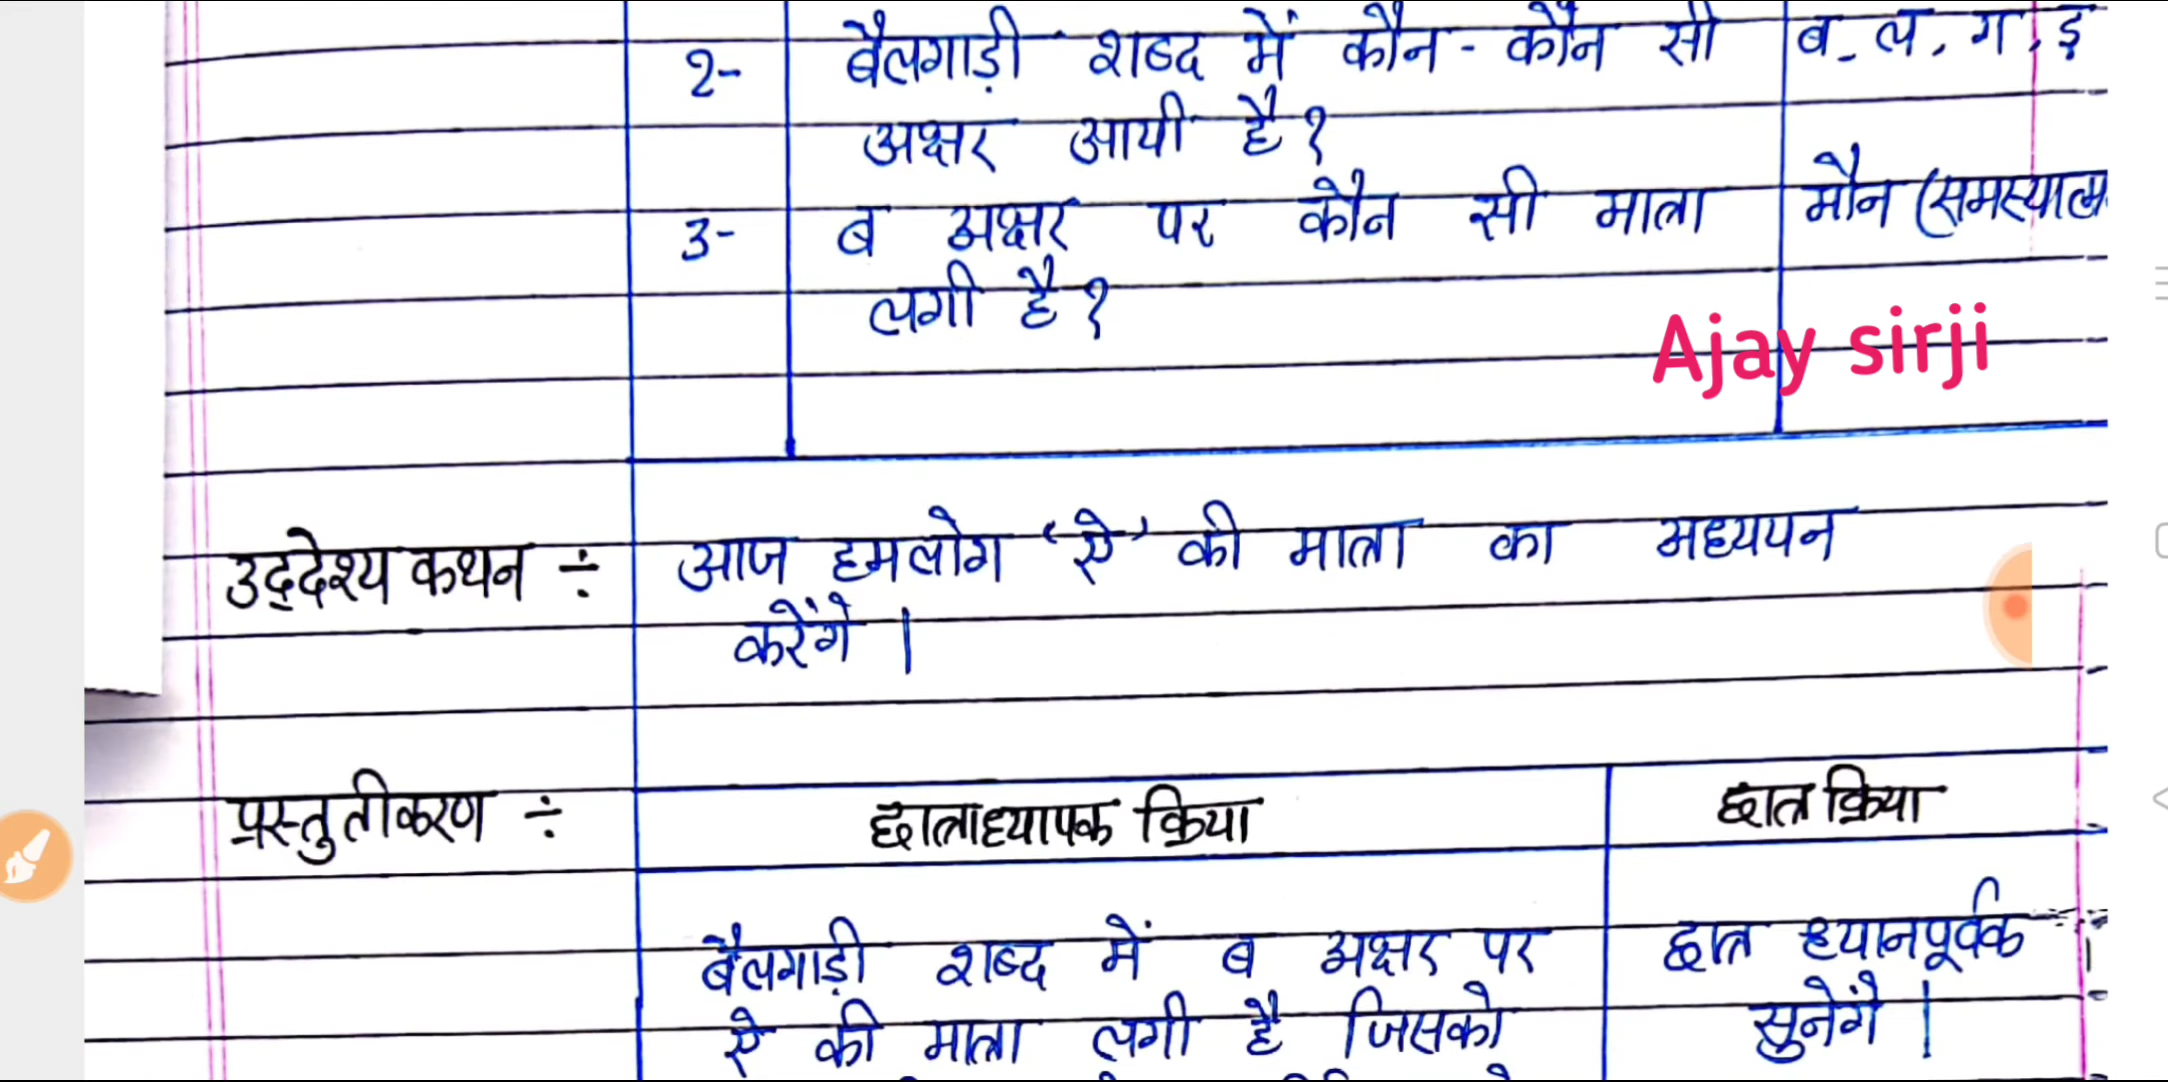 2- बैलगाड़ी शब्द में कौन - कौन सी ब, ल, ग, ड़
अक्षर आयी है?
3- ब अक्षर पर कौन सी मात्रा मौन (समस्यात्म
लगी है?
Ajay sirji
उद्देश्य कथन ÷ आज हमलोग 'ऐ' की मात्रा का अध्ययन
करेंगे ।
प्रस्तुतीकरण ÷ छात्राध्यापक क्रिया छात्र क्रिया
बैलगाड़ी शब्द में ब अक्षर पर छात्र ध्यानपूर्वक
ऐ की मात्रा लगी है जिसको सुनेगें ।